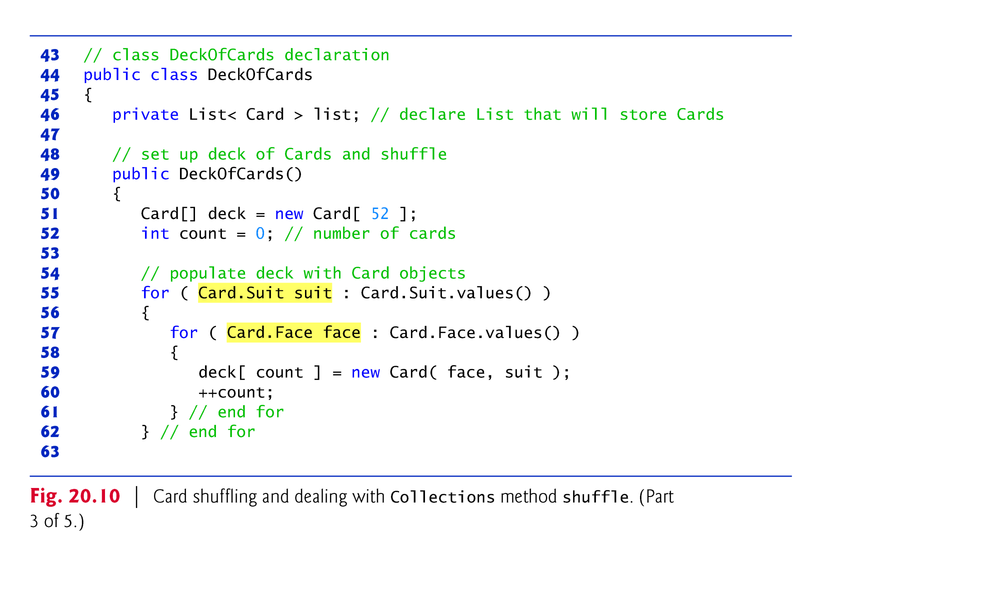 43 // class DeckOfCards declaration
44 public class DeckOfCards
45 {
46    private List< Card > list; // declare List that will store Cards
47
48    // set up deck of Cards and shuffle
49    public DeckOfCards()
50    {
51       Card[] deck = new Card[ 52 ];
52       int count = 0; // number of cards
53
54       // populate deck with Card objects
55       for ( Card.Suit suit : Card.Suit.values() )
56       {
57          for ( Card.Face face : Card.Face.values() )
58          {
59             deck[ count ] = new Card( face, suit );
60             ++count;
61          } // end for
62       } // end for
63
Fig. 20.10 | Card shuffling and dealing with Collections method shuffle. (Part
3 of 5.)